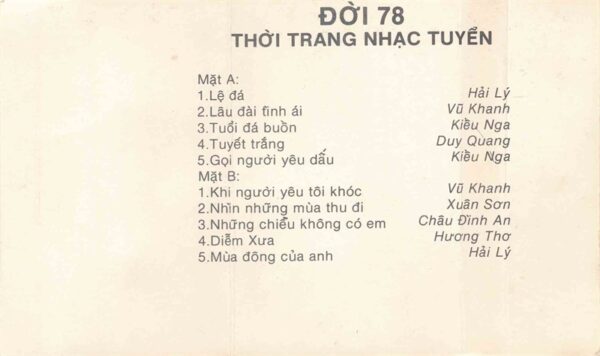 ĐỜI 78
THỜI TRANG NHẠC TUYỂN
Mặt A:
1.Lệ đá Hải Lý
2.Lâu đài tình ái Vũ Khanh
3.Tuổi đá buồn Kiều Nga
4.Tuyết trắng Duy Quang
5.Gọi người yêu dấu Kiều Nga
Mặt B:
1.Khi người yêu tôi khóc Vũ Khanh
2.Nhìn những mùa thu đi Xuân Sơn
3.Những chiều không có em Châu Đình An
4.Diễm Xưa Hương Thơ
5.Mùa đông của anh Hải Lý